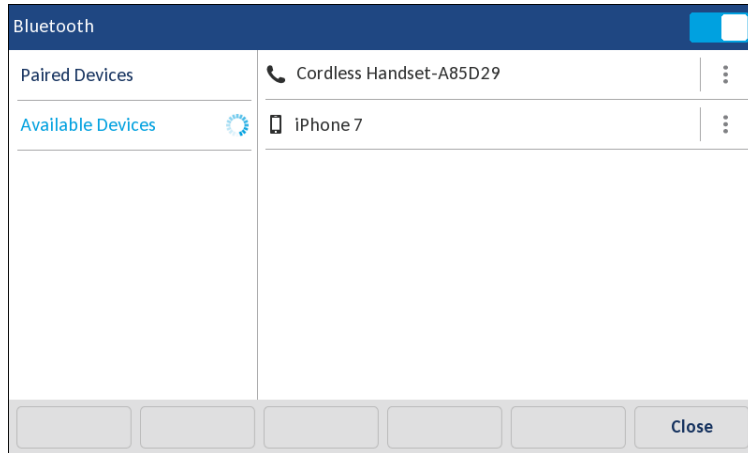 Bluetooth
Paired Devices
Available Devices
Cordless Handset-A85D29
iPhone 7
Close